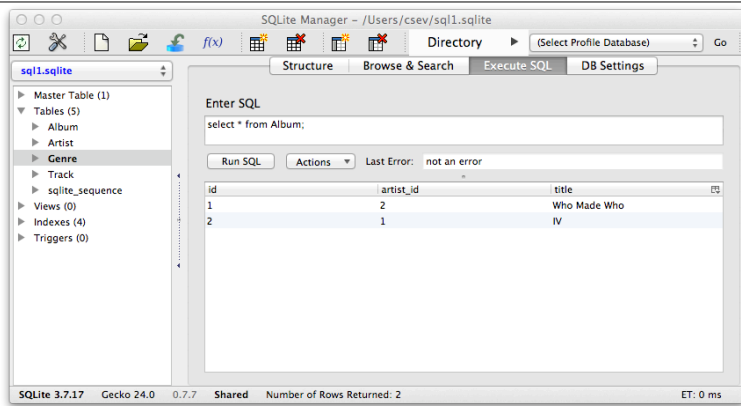 SQLite Manager – /Users/csev/sql1.sqlite
f(x) Directory (Select Profile Database) Go
sql1.sqlite
Structure Browse & Search Execute SQL DB Settings
Master Table (1)
Tables (5)
Album
Artist
Genre
Track
sqlite_sequence
Views (0)
Indexes (4)
Triggers (0)
Enter SQL
select * from Album;
Run SQL Actions Last Error: not an error
id artist_id title
1 2 Who Made Who
2 1 IV
SQLite 3.7.17 Gecko 24.0 0.7.7 Shared Number of Rows Returned: 2 ET: 0 ms